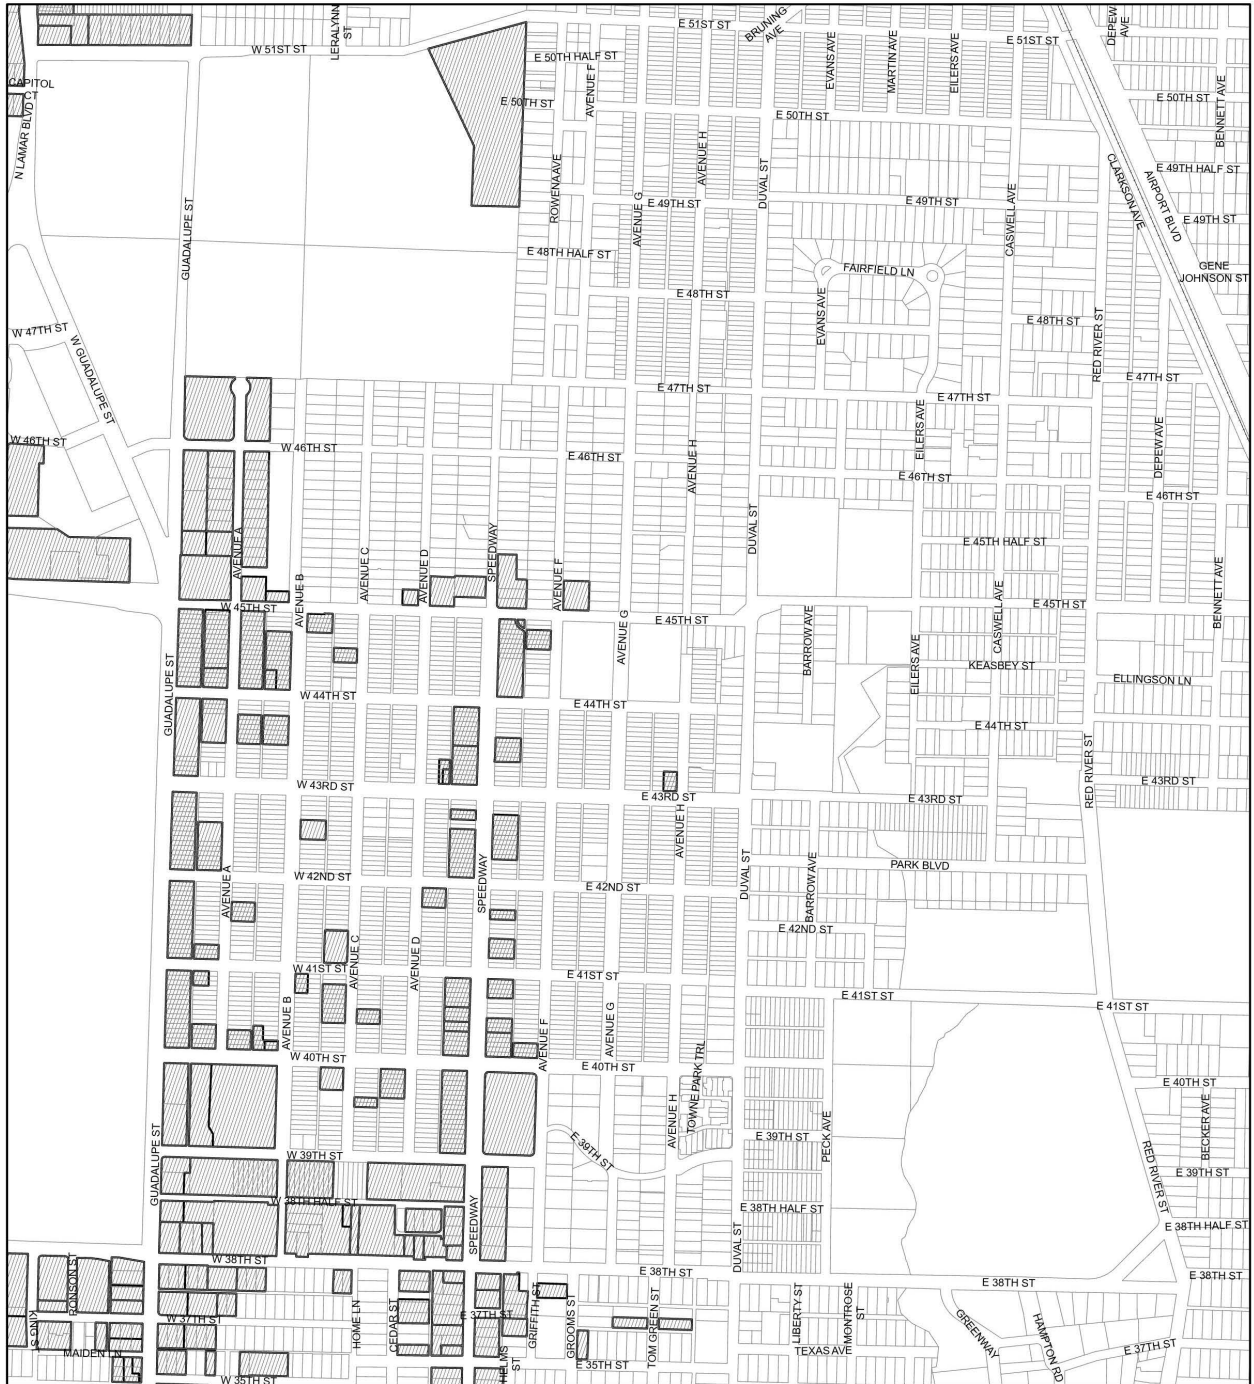 E 51ST ST
BRUNING
AVE
LERALYNN
ST
W 51ST ST
E 50TH HALF ST
AVENUE F
EVANS AVE
MARTIN AVE
EILERS AVE
E 51ST ST
DEPEW
AVE
CAPITOL
CT
N LAMAR BLVD
E 50TH ST
E 50TH ST
E 50TH ST
BENNETT AVE
GUADALUPE ST
ROWENA AVE
AVENUE G
AVENUE H
E 49TH ST
DUVAL ST
E 49TH ST
CASWELL AVE
CLARKSON AVE
AIRPORT BLVD
E 49TH HALF ST
E 49TH ST
E 48TH HALF ST
E 48TH ST
FAIRFIELD LN
EVANS AVE
GENE
JOHNSON ST
E 48TH ST
RED RIVER ST
W 47TH ST
W GUADALUPE ST
E 47TH ST
E 47TH ST
E 47TH ST
W 46TH ST
W 46TH ST
E 46TH ST
AVENUE H
EILERS AVE
E 46TH ST
DEPEW AVE
E 46TH ST
AVENUE A
AVENUE B
AVENUE C
AVENUE D
SPEEDWAY
AVENUE F
DUVAL ST
E 45TH HALF ST
CASWELL AVE
BENNETT AVE
W 45TH ST
E 45TH ST
E 45TH ST
AVENUE G
BARROW AVE
EILERS AVE
KEASBEY ST
ELLINGSON LN
GUADALUPE ST
W 44TH ST
E 44TH ST
E 44TH ST
RED RIVER ST
W 43RD ST
E 43RD ST
E 43RD ST
E 43RD ST
AVENUE H
PARK BLVD
W 42ND ST
E 42ND ST
AVENUE A
SPEEDWAY
DUVAL ST
BARROW AVE
E 42ND ST
AVENUE C
AVENUE D
W 41ST ST
E 41ST ST
E 41ST ST
E 41ST ST
AVENUE B
AVENUE F
AVENUE G
W 40TH ST
E 40TH ST
TOWNE PARK TRL
AVENUE H
E 40TH ST
BECKER AVE
GUADALUPE ST
W 39TH ST
E 39TH ST
E 39TH ST
PECK AVE
E 39TH ST
RED RIVER ST
W 38TH HALF ST
SPEEDWAY
E 38TH HALF ST
DUVAL ST
E 38TH HALF ST
W 38TH ST
E 38TH ST
E 38TH ST
E 38TH ST
RONSON ST
KING S
W 37TH ST
HOME LN
CEDAR ST
E 37TH ST
GRIFFITH ST
GROOMS ST
TOM GREEN ST
LIBERTY ST
MONTROSE
ST
GREENWAY
HAMPTON RD
E 37TH ST
MAIDEN LN
HELMS
ST
E 35TH ST
TEXAS AVE
W 35TH ST